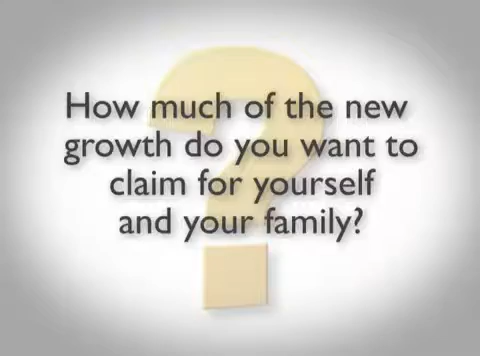 How much of the new
growth do you want to
claim for yourself
and your family?